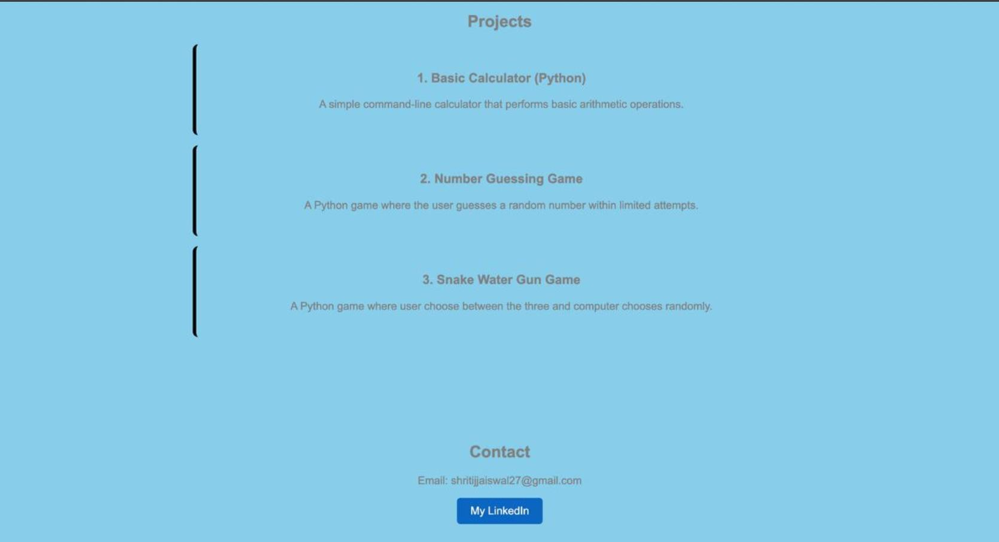 Projects
1. Basic Calculator (Python)
A simple command-line calculator that performs basic arithmetic operations.
2. Number Guessing Game
A Python game where the user guesses a random number within limited attempts.
3. Snake Water Gun Game
A Python game where user choose between the three and computer chooses randomly.
Contact
Email: shritijjaiswal27@gmail.com
My LinkedIn